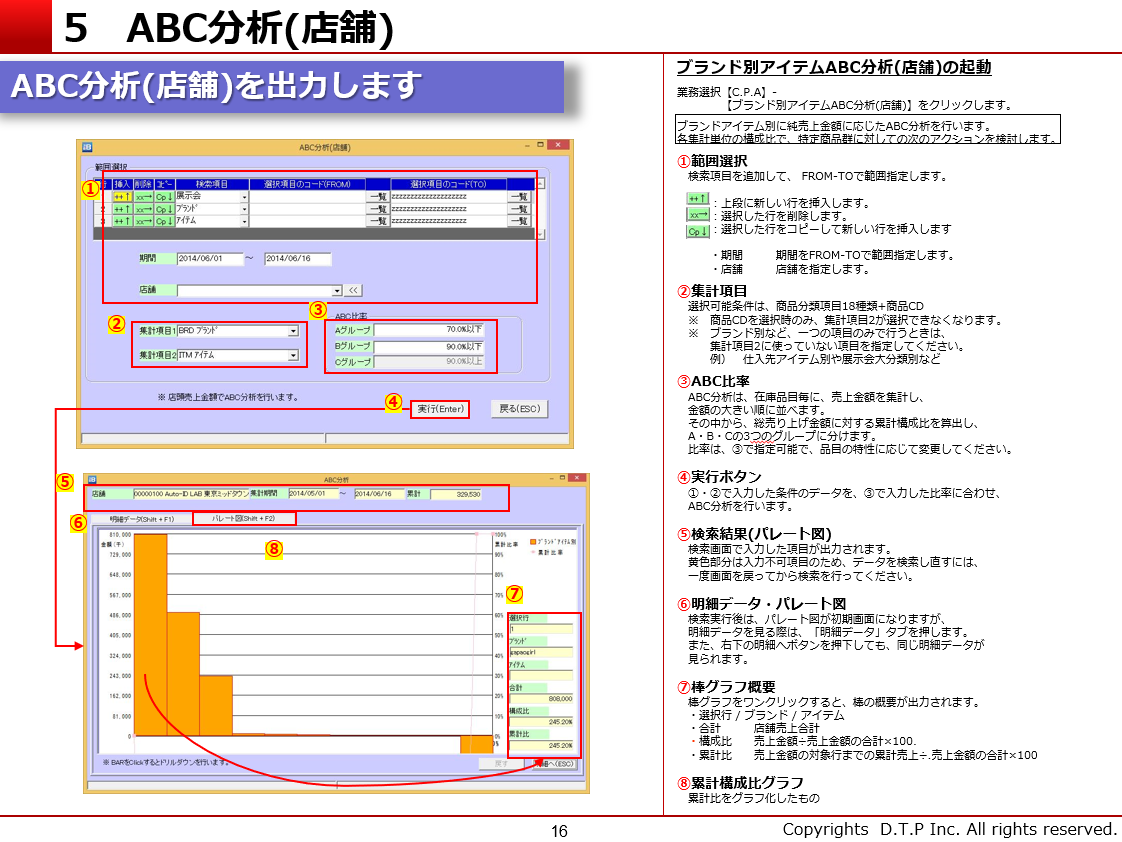 5 ABC分析(店舗)
ABC分析(店舗)を出力します
ABC分析(店舗)
範囲選択
①
行 挿入 削除 ｺﾋﾟｰ 検索項目 選択項目のコード(FROM) 選択項目のコード(TO)
++↑ xx→ Cp↓ 展示会 一覧 zzzzzzzzzzzzzzzzzzzz 一覧
2 ++↑ xx→ Cp↓ ﾌﾞﾗﾝﾄﾞ 一覧 zzzzzzzzzzzzzzzzzzzz 一覧
3 ++↑ xx→ Cp↓ ｱｲﾃﾑ 一覧 zzzzzzzzzzzzzzzzzzzz 一覧
期間 2014/06/01 ～ 2014/06/16
店舗 <<
②
集計項目1 BRD ﾌﾞﾗﾝﾄﾞ
集計項目2 ITM ｱｲﾃﾑ
③
ABC比率
Aグループ 70.0%以下
Bグループ 90.0%以下
Cグループ 90.0%以上
※ 店頭売上金額でABC分析を行います。
④
実行(Enter) 戻る(ESC)
⑤
ABC分析
店舗 00000100 Auto-ID LAB 東京ミッドタウン 集計期間 2014/05/01 ～ 2014/06/16 累計 329,530
⑥
明細データ(Shift + F1) パレート図(Shift + F2)
⑧
金額(千)
810,000
729,000
648,000
567,000
486,000
405,000
324,000
243,000
162,000
81,000
0
累計比率
100%
90%
80%
70%
60%
50%
40%
30%
20%
10%
0%
ﾌﾞﾗﾝﾄﾞｱｲﾃﾑ別
累計比率
⑦
選択行
1
ﾌﾞﾗﾝﾄﾞ
ｱｲﾃﾑ
合計
808,000
構成比
245.20%
累計比
245.20%
※ BARをClickするとドリルダウンを行います。
戻す
細へ(ESC)
ブランド別アイテムABC分析(店舗)の起動
業務選択【C.P.A】-
【ブランド別アイテムABC分析(店舗)】をクリックします。
ブランドアイテム別に純売上金額に応じたABC分析を行います。
各集計単位の構成比で、特定商品群に対しての次のアクションを検討します。
①範囲選択
検索項目を追加して、 FROM-TOで範囲指定します。
++↑ ：上段に新しい行を挿入します。
xx→ ：選択した行を削除します。
Cp↓ ：選択した行をコピーして新しい行を挿入します
・期間 期間をFROM-TOで範囲指定します。
・店舗 店舗を指定します。
②集計項目
選択可能条件は、商品分類項目18種類+商品CD
※ 商品CDを選択時のみ、集計項目2が選択できなくなります。
※ ブランド別など、一つの項目のみで行うときは、
集計項目2に使っていない項目を指定してください。
例） 仕入先アイテム別や展示会大分類別など
③ABC比率
ABC分析は、在庫品目毎に、売上金額を集計し、
金額の大きい順に並べます。
その中から、総売り上げ金額に対する累計構成比を算出し、
A・B・Cの3つのグループに分けます。
比率は、③で指定可能で、品目の特性に応じて変更してください。
④実行ボタン
①・②で入力した条件のデータを、③で入力した比率に合わせ、
ABC分析を行います。
⑤検索結果(パレート図)
検索画面で入力した項目が出力されます。
黄色部分は入力不可項目のため、データを検索し直すには、
一度画面を戻ってから検索を行ってください。
⑥明細データ・パレート図
検索実行後は、パレート図が初期画面になりますが、
明細データを見る際は、「明細データ」タブを押します。
また、右下の明細へボタンを押下しても、同じ明細データが
見られます。
⑦棒グラフ概要
棒グラフをワンクリックすると、棒の概要が出力されます。
・選択行 / ブランド / アイテム
・合計 店舗売上合計
・構成比 売上金額÷売上金額の合計×100.
・累計比 売上金額の対象行までの累計売上÷.売上金額の合計×100
⑧累計構成比グラフ
累計比をグラフ化したもの
16
Copyrights D.T.P Inc. All rights reserved.